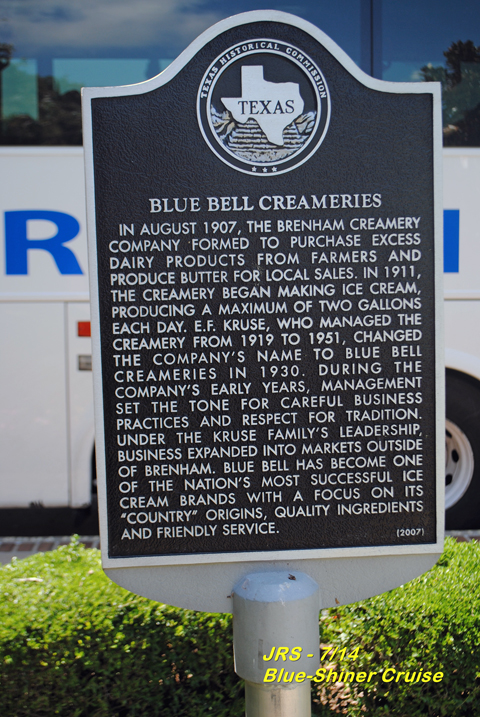 TEXAS HISTORICAL COMMISSION
TEXAS
BLUE BELL CREAMERIES
IN AUGUST 1907, THE BRENHAM CREAMERY
COMPANY FORMED TO PURCHASE EXCESS
DAIRY PRODUCTS FROM FARMERS AND
PRODUCE BUTTER FOR LOCAL SALES. IN 1911,
THE CREAMERY BEGAN MAKING ICE CREAM,
PRODUCING A MAXIMUM OF TWO GALLONS
EACH DAY. E.F. KRUSE, WHO MANAGED THE
CREAMERY FROM 1919 TO 1951, CHANGED
THE COMPANY'S NAME TO BLUE BELL
CREAMERIES IN 1930. DURING THE
COMPANY'S EARLY YEARS, MANAGEMENT
SET THE TONE FOR CAREFUL BUSINESS
PRACTICES AND RESPECT FOR TRADITION.
UNDER THE KRUSE FAMILY'S LEADERSHIP,
BUSINESS EXPANDED INTO MARKETS OUTSIDE
OF BRENHAM. BLUE BELL HAS BECOME ONE
OF THE NATION'S MOST SUCCESSFUL ICE
CREAM BRANDS WITH A FOCUS ON ITS
"COUNTRY" ORIGINS, QUALITY INGREDIENTS
AND FRIENDLY SERVICE.
(2007)
R
JRS - 7/14
Blue-Shiner Cruise